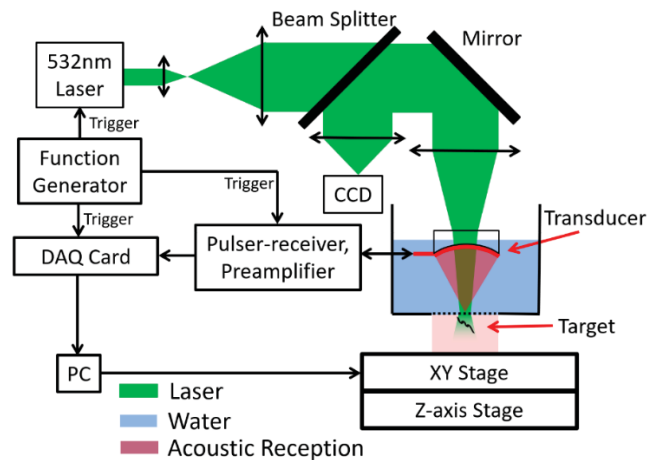 Beam Splitter
Mirror
532nm
Laser
Trigger
Function
Generator
Trigger
Trigger
CCD
Transducer
DAQ Card
Pulser-receiver,
Preamplifier
Target
PC
XY Stage
Z-axis Stage
Laser
Water
Acoustic Reception